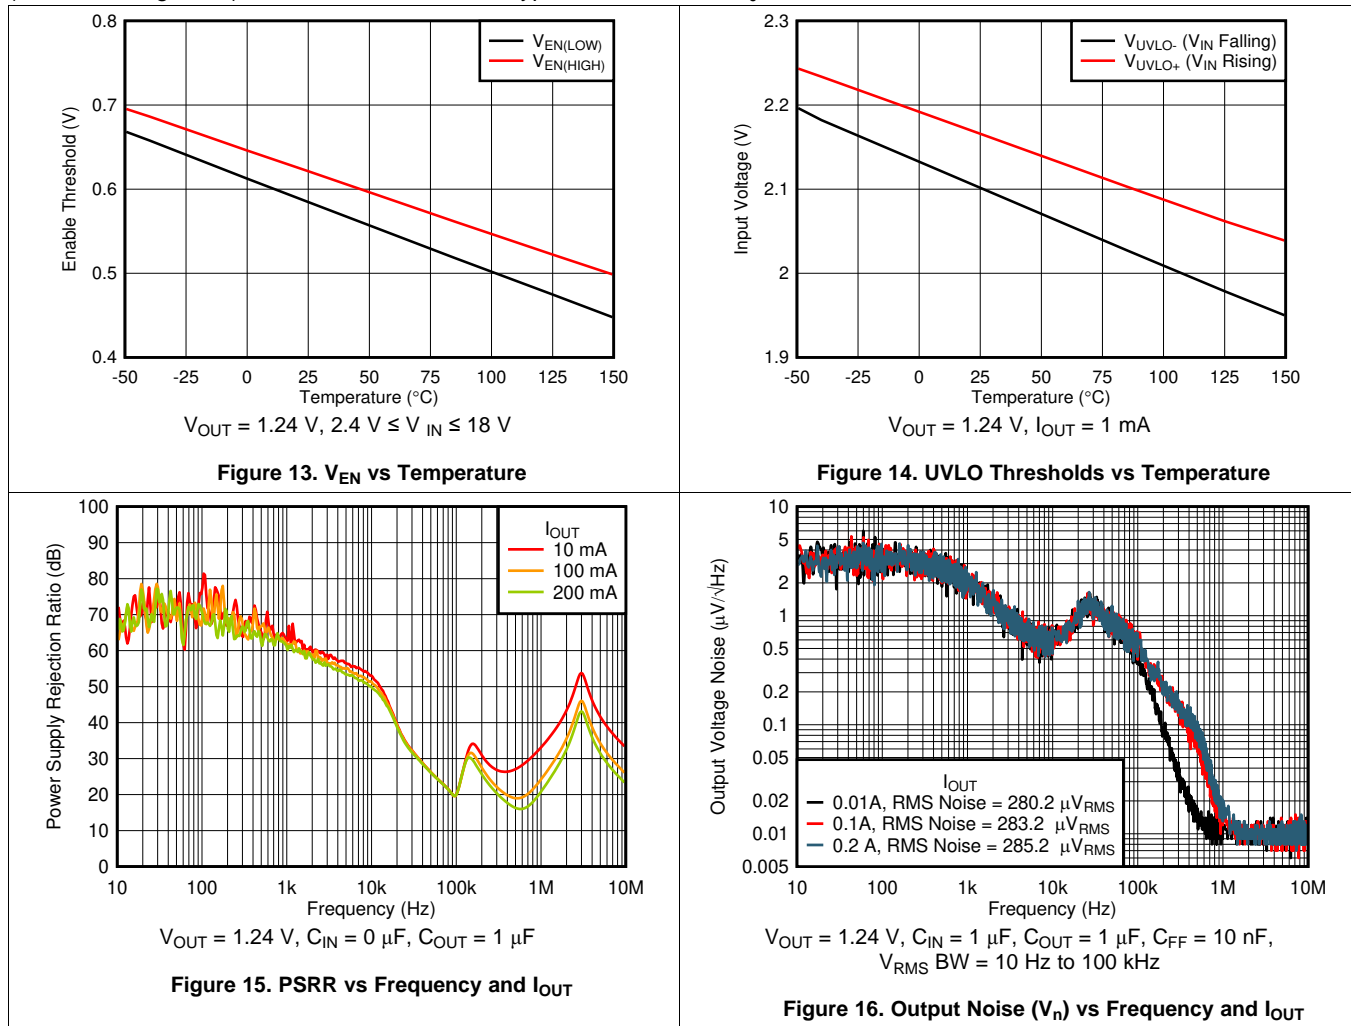 0.8
0.7
0.6
0.5
0.4
Enable Threshold (V)
VEN(LOW)
VEN(HIGH)
-50 -25 0 25 50 75 100 125 150
Temperature (°C)
VOUT = 1.24 V, 2.4 V ≤ V IN ≤ 18 V
Figure 13. VEN vs Temperature
2.3
2.2
2.1
2
1.9
Input Voltage (V)
VUVLO- (VIN Falling)
VUVLO+ (VIN Rising)
-50 -25 0 25 50 75 100 125 150
Temperature (°C)
VOUT = 1.24 V, IOUT = 1 mA
Figure 14. UVLO Thresholds vs Temperature
100
90
80
70
60
50
40
30
20
10
0
Power Supply Rejection Ratio (dB)
IOUT
10 mA
100 mA
200 mA
10 100 1k 10k 100k 1M 10M
Frequency (Hz)
VOUT = 1.24 V, CIN = 0 μF, COUT = 1 μF
Figure 15. PSRR vs Frequency and IOUT
10
5
2
1
0.5
0.2
0.1
0.05
0.02
0.01
0.005
Output Voltage Noise (μV/√Hz)
IOUT
0.01A, RMS Noise = 280.2 μVRMS
0.1A, RMS Noise = 283.2 μVRMS
0.2 A, RMS Noise = 285.2 μVRMS
10 100 1k 10k 100k 1M 10M
Frequency (Hz)
VOUT = 1.24 V, CIN = 1 μF, COUT = 1 μF, CFF = 10 nF,
VRMS BW = 10 Hz to 100 kHz
Figure 16. Output Noise (Vn) vs Frequency and IOUT